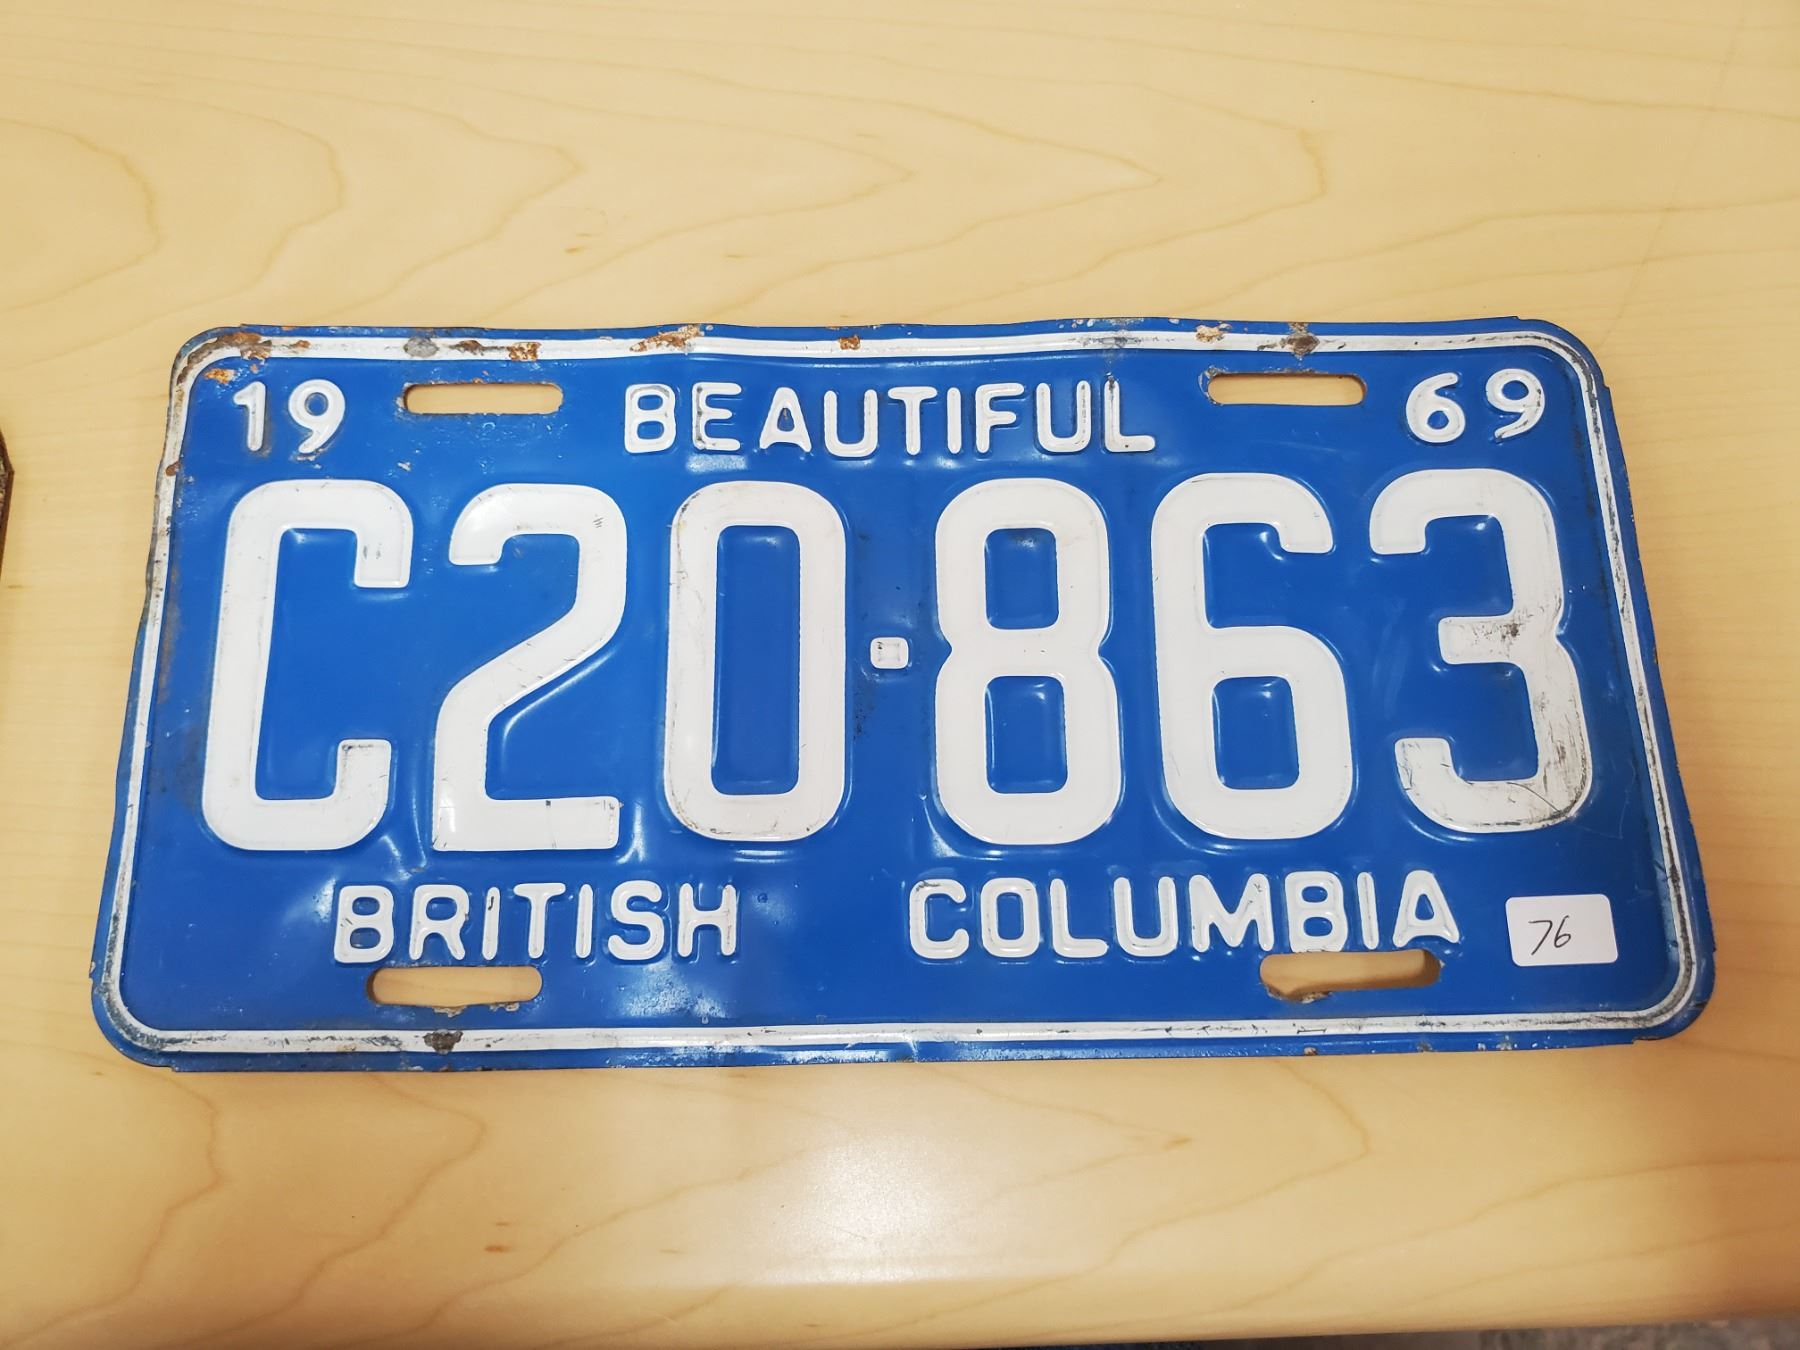 19 BEAUTIFUL 69
C20·863
BRITISH COLUMBIA
76